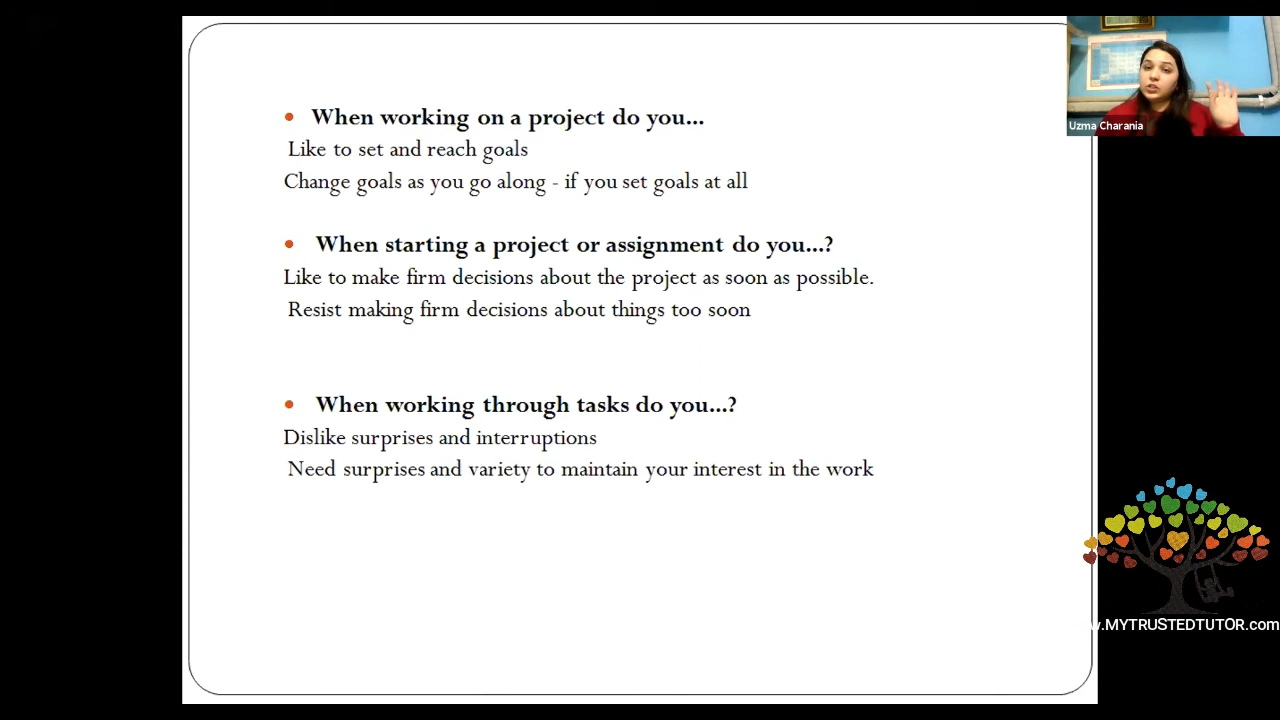 When working on a project do you...
Like to set and reach goals
Change goals as you go along - if you set goals at all
When starting a project or assignment do you...?
Like to make firm decisions about the project as soon as possible.
Resist making firm decisions about things too soon
When working through tasks do you...?
Dislike surprises and interruptions
Need surprises and variety to maintain your interest in the work
Uzma Charania
.MYTRUSTEDTUTOR.com